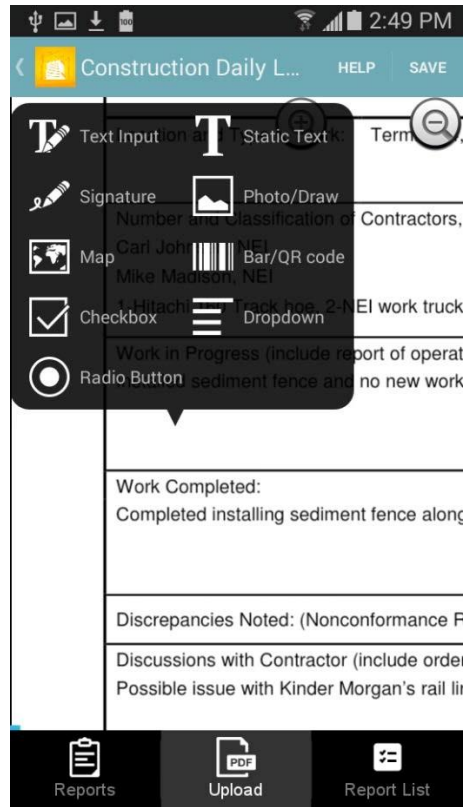 100
2:49 PM
Construction Daily L...
HELP
SAVE
Text Input
Static Text
Signature
Photo/Draw
Map
Bar/QR code
Checkbox
Dropdown
Radio Button
Term
Number and Classification of Contractors,
Carl Joh NEI
Mike Madison, NEI
1-Hitachi 160 Track hoe, 2-NEI work truck
Work in Progress (include report of operat
sediment fence and no new work
Work Completed:
Completed installing sediment fence along
Discrepancies Noted: (Nonconformance R
Discussions with Contractor (include order
Possible issue with Kinder Morgan's rail lin
PDF
Reports
Upload
Report List